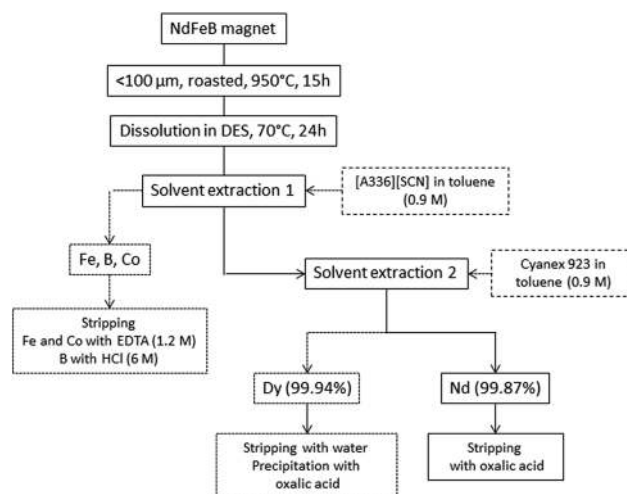 NdFeB magnet
<100 µm, roasted, 950°C, 15h
Dissolution in DES, 70°C, 24h
Solvent extraction 1
[A336][SCN] in toluene
(0.9 M)
Fe, B, Co
Solvent extraction 2
Cyanex 923 in
toluene (0.9 M)
Stripping
Fe and Co with EDTA (1.2 M)
B with HCl (6 M)
Dy (99.94%)
Nd (99.87%)
Stripping with water
Precipitation with
oxalic acid
Stripping
with oxalic acid